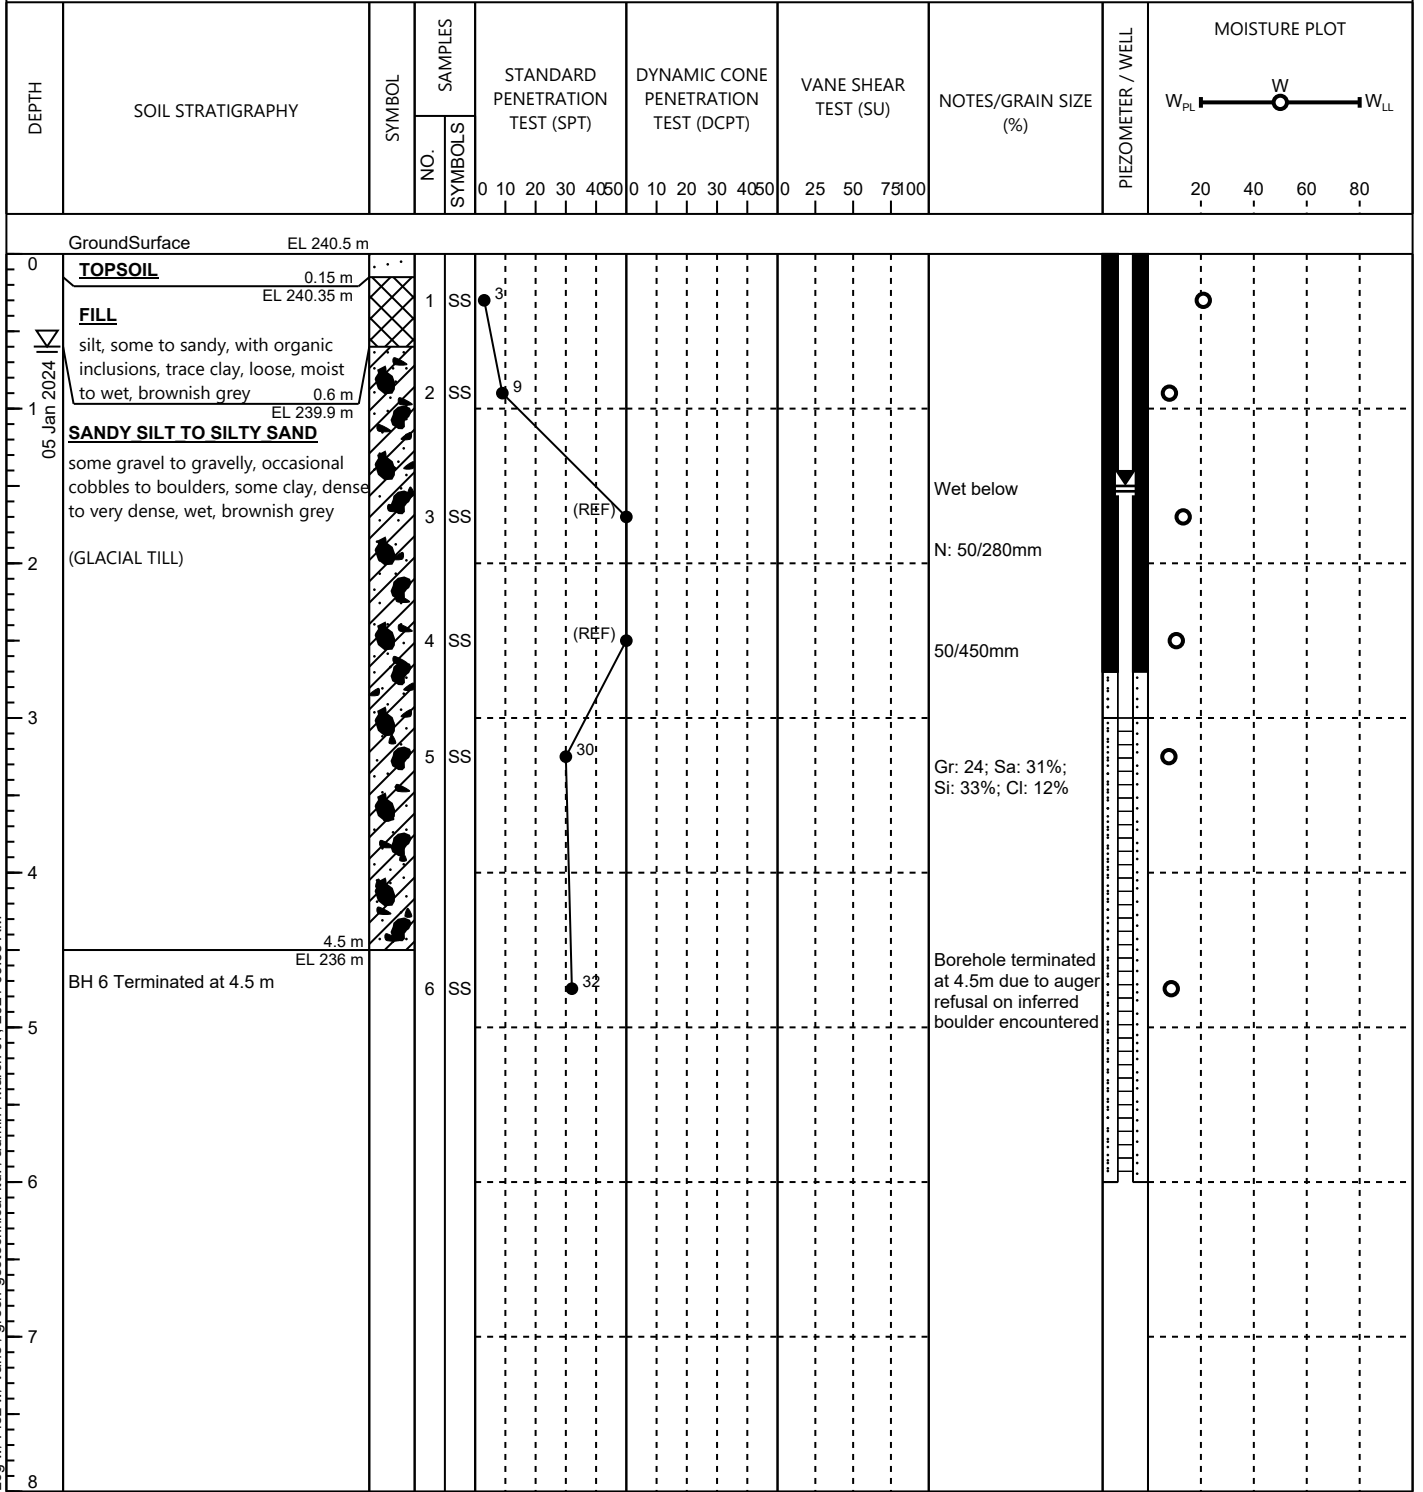 DEPTH
SOIL STRATIGRAPHY
SYMBOL
SAMPLES
NO.
SYMBOLS
STANDARD
PENETRATION
TEST (SPT)
0 10 20 30 40 50
DYNAMIC CONE
PENETRATION
TEST (DCPT)
0 10 20 30 40 50
VANE SHEAR
TEST (SU)
0 25 50 75 100
NOTES/GRAIN SIZE
(%)
PIEZOMETER / WELL
MOISTURE PLOT
W
WPL WLL
20 40 60 80
GroundSurface EL 240.5 m
0
TOPSOIL
0.15 m
EL 240.35 m
1 SS 3
FILL
silt, some to sandy, with organic
inclusions, trace clay, loose, moist
to wet, brownish grey 0.6 m
EL 239.9 m
05 Jan 2024
2 SS 9
1
SANDY SILT TO SILTY SAND
some gravel to gravelly, occasional
cobbles to boulders, some clay, dense
to very dense, wet, brownish grey
Wet below
3 SS (REF)
(GLACIAL TILL)
N: 50/280mm
2
4 SS (REF)
50/450mm
3
5 SS 30
Gr: 24; Sa: 31%;
Si: 33%; Cl: 12%
4
4.5 m
EL 236 m
BH 6 Terminated at 4.5 m
6 SS 32
Borehole terminated
at 4.5m due to auger
refusal on inferred
boulder encountered
5
6
7
8